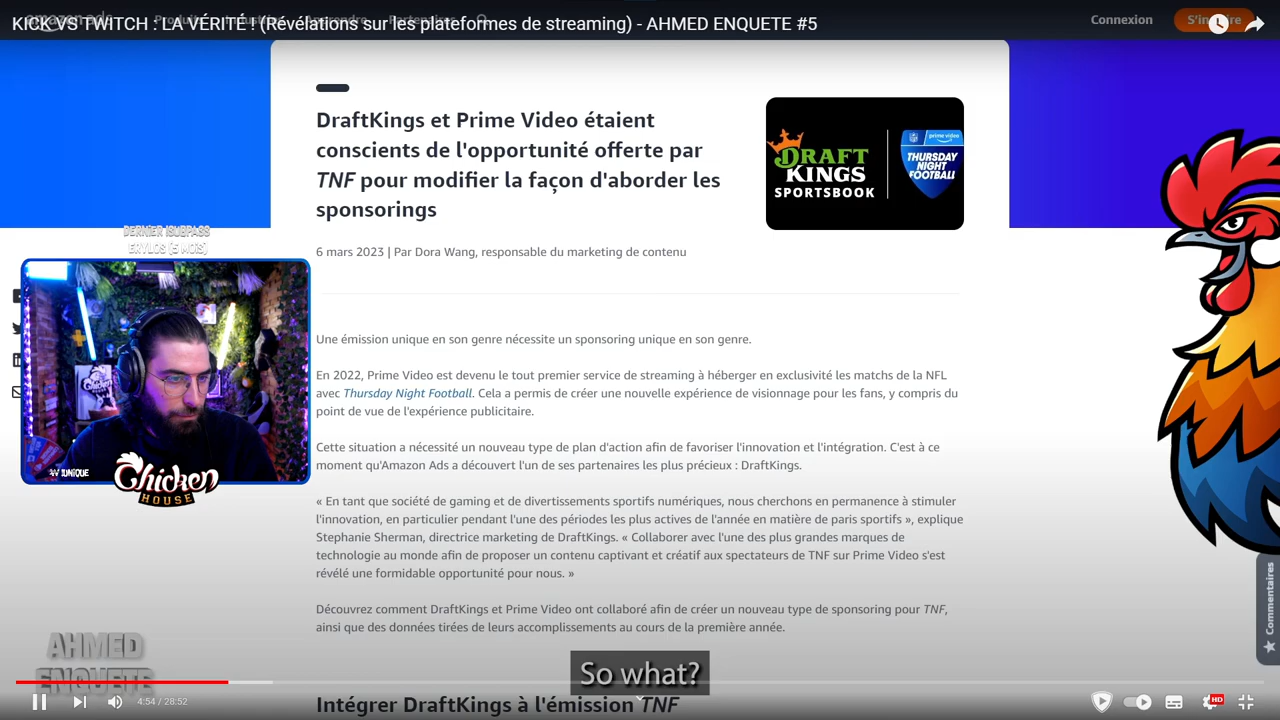 KICK VS TWITCH : LA VÉRITÉ ! (Révélations sur les plateformes de streaming) - AHMED ENQUETE #5
Connexion
S'inscrire
DraftKings et Prime Video étaient
conscients de l'opportunité offerte par
TNF pour modifier la façon d'aborder les
sponsorings
DRAFT
KINGS
SPORTSBOOK
NFL
prime video
THURSDAY
NIGHT
FOOTBALL
6 mars 2023 | Par Dora Wang, responsable du marketing de contenu
DERNIER !SUBPASS
ERYLOS (5 MOIS)
Une émission unique en son genre nécessite un sponsoring unique en son genre.
En 2022, Prime Video est devenu le tout premier service de streaming à héberger en exclusivité les matchs de la NFL
avec Thursday Night Football. Cela a permis de créer une nouvelle expérience de visionnage pour les fans, y compris du
point de vue de l'expérience publicitaire.
Cette situation a nécessité un nouveau type de plan d'action afin de favoriser l'innovation et l'intégration. C'est à ce
moment qu'Amazon Ads a découvert l'un de ses partenaires les plus précieux : DraftKings.
Chicken
HOUSE
« En tant que société de gaming et de divertissements sportifs numériques, nous cherchons en permanence à stimuler
l'innovation, en particulier pendant l'une des périodes les plus actives de l'année en matière de paris sportifs », explique
Stephanie Sherman, directrice marketing de DraftKings. « Collaborer avec l'une des plus grandes marques de
technologie au monde afin de proposer un contenu captivant et créatif aux spectateurs de TNF sur Prime Video s'est
révélé une formidable opportunité pour nous. »
Découvrez comment DraftKings et Prime Video ont collaboré afin de créer un nouveau type de sponsoring pour TNF,
ainsi que des données tirées de leurs accomplissements au cours de la première année.
Commentaires
AHMED
ENQUETE
So what?
Intégrer DraftKings à l'émission TNF
4:54 / 28:52
HD